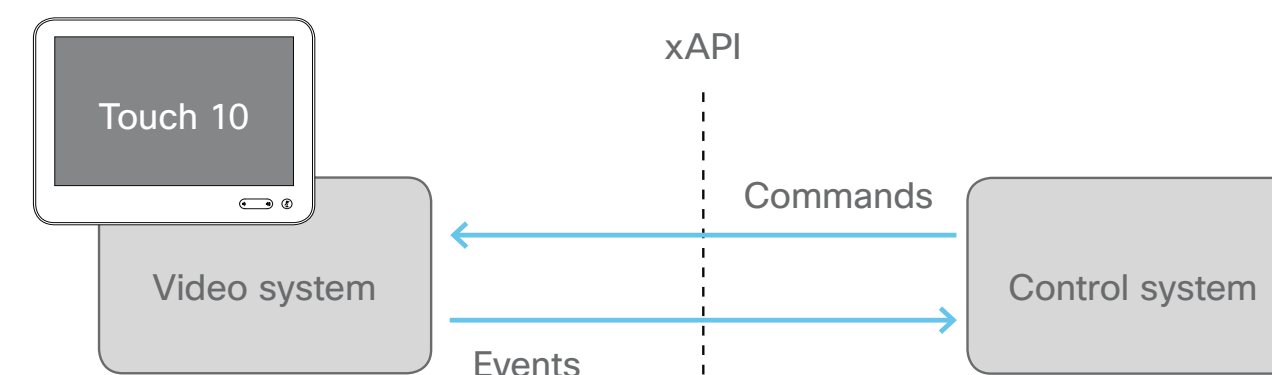 xAPI
Touch 10
Commands
Video system
Control system
Events